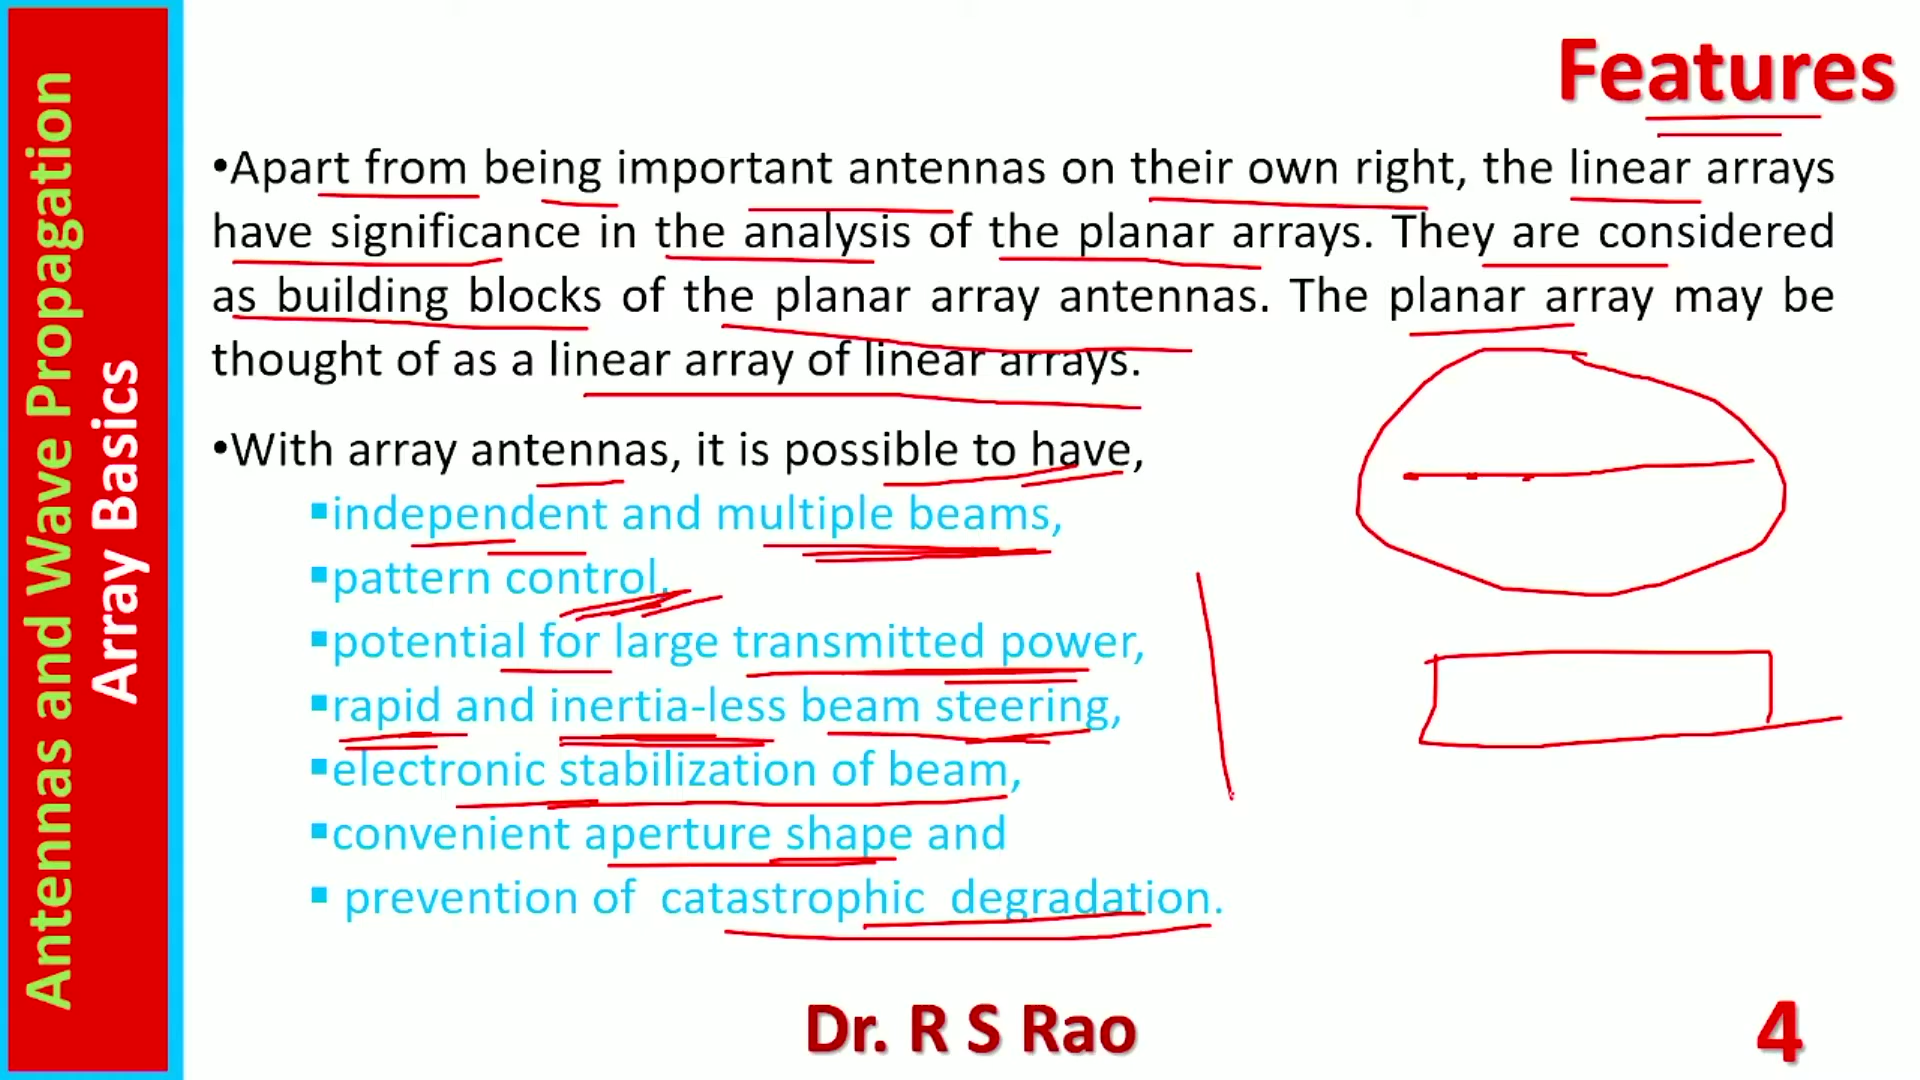 Antennas and Wave Propagation
Array Basics
Features
•Apart from being important antennas on their own right, the linear arrays
have significance in the analysis of the planar arrays. They are considered
as building blocks of the planar array antennas. The planar array may be
thought of as a linear array of linear arrays.
•With array antennas, it is possible to have,
▪independent and multiple beams,
▪pattern control,
▪potential for large transmitted power,
▪rapid and inertia-less beam steering,
▪electronic stabilization of beam,
▪convenient aperture shape and
▪ prevention of catastrophic degradation.
Dr. R S Rao
4